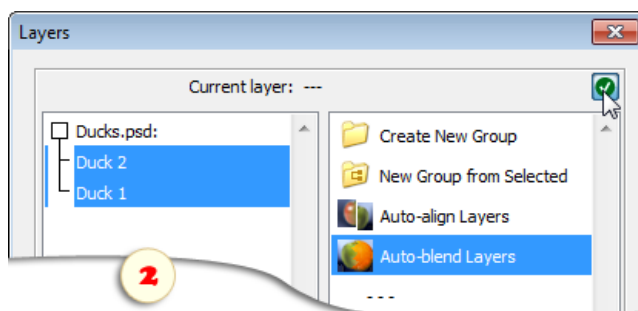 Layers
Current layer: ---
Ducks.psd:
Duck 2
Duck 1
Create New Group
New Group from Selected
Auto-align Layers
Auto-blend Layers
---
2